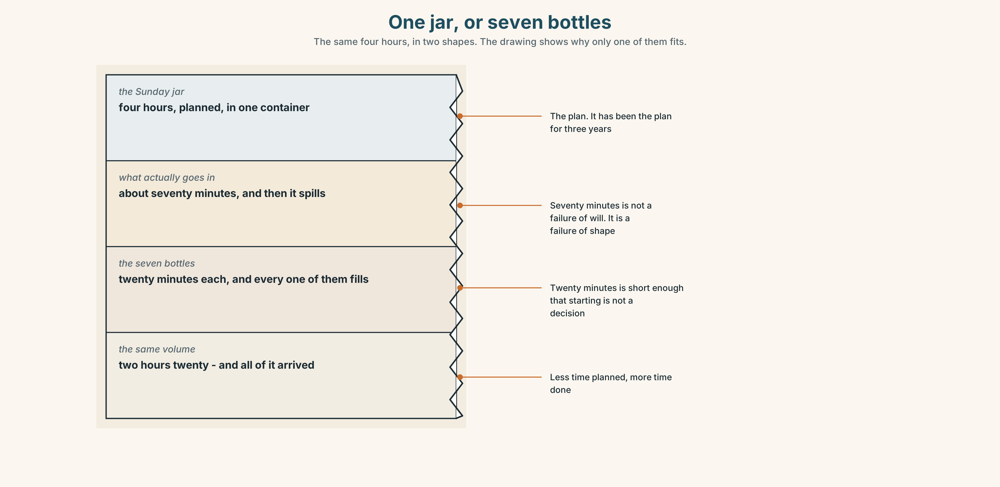 One jar, or seven bottles
The same four hours, in two shapes. The drawing shows why only one of them fits.
the Sunday jar
four hours, planned, in one container
The plan. It has been the plan
for three years
what actually goes in
about seventy minutes, and then it spills
Seventy minutes is not a
failure of will. It is a
failure of shape
the seven bottles
twenty minutes each, and every one of them fills
Twenty minutes is short enough
that starting is not a
decision
the same volume
two hours twenty - and all of it arrived
Less time planned, more time
done